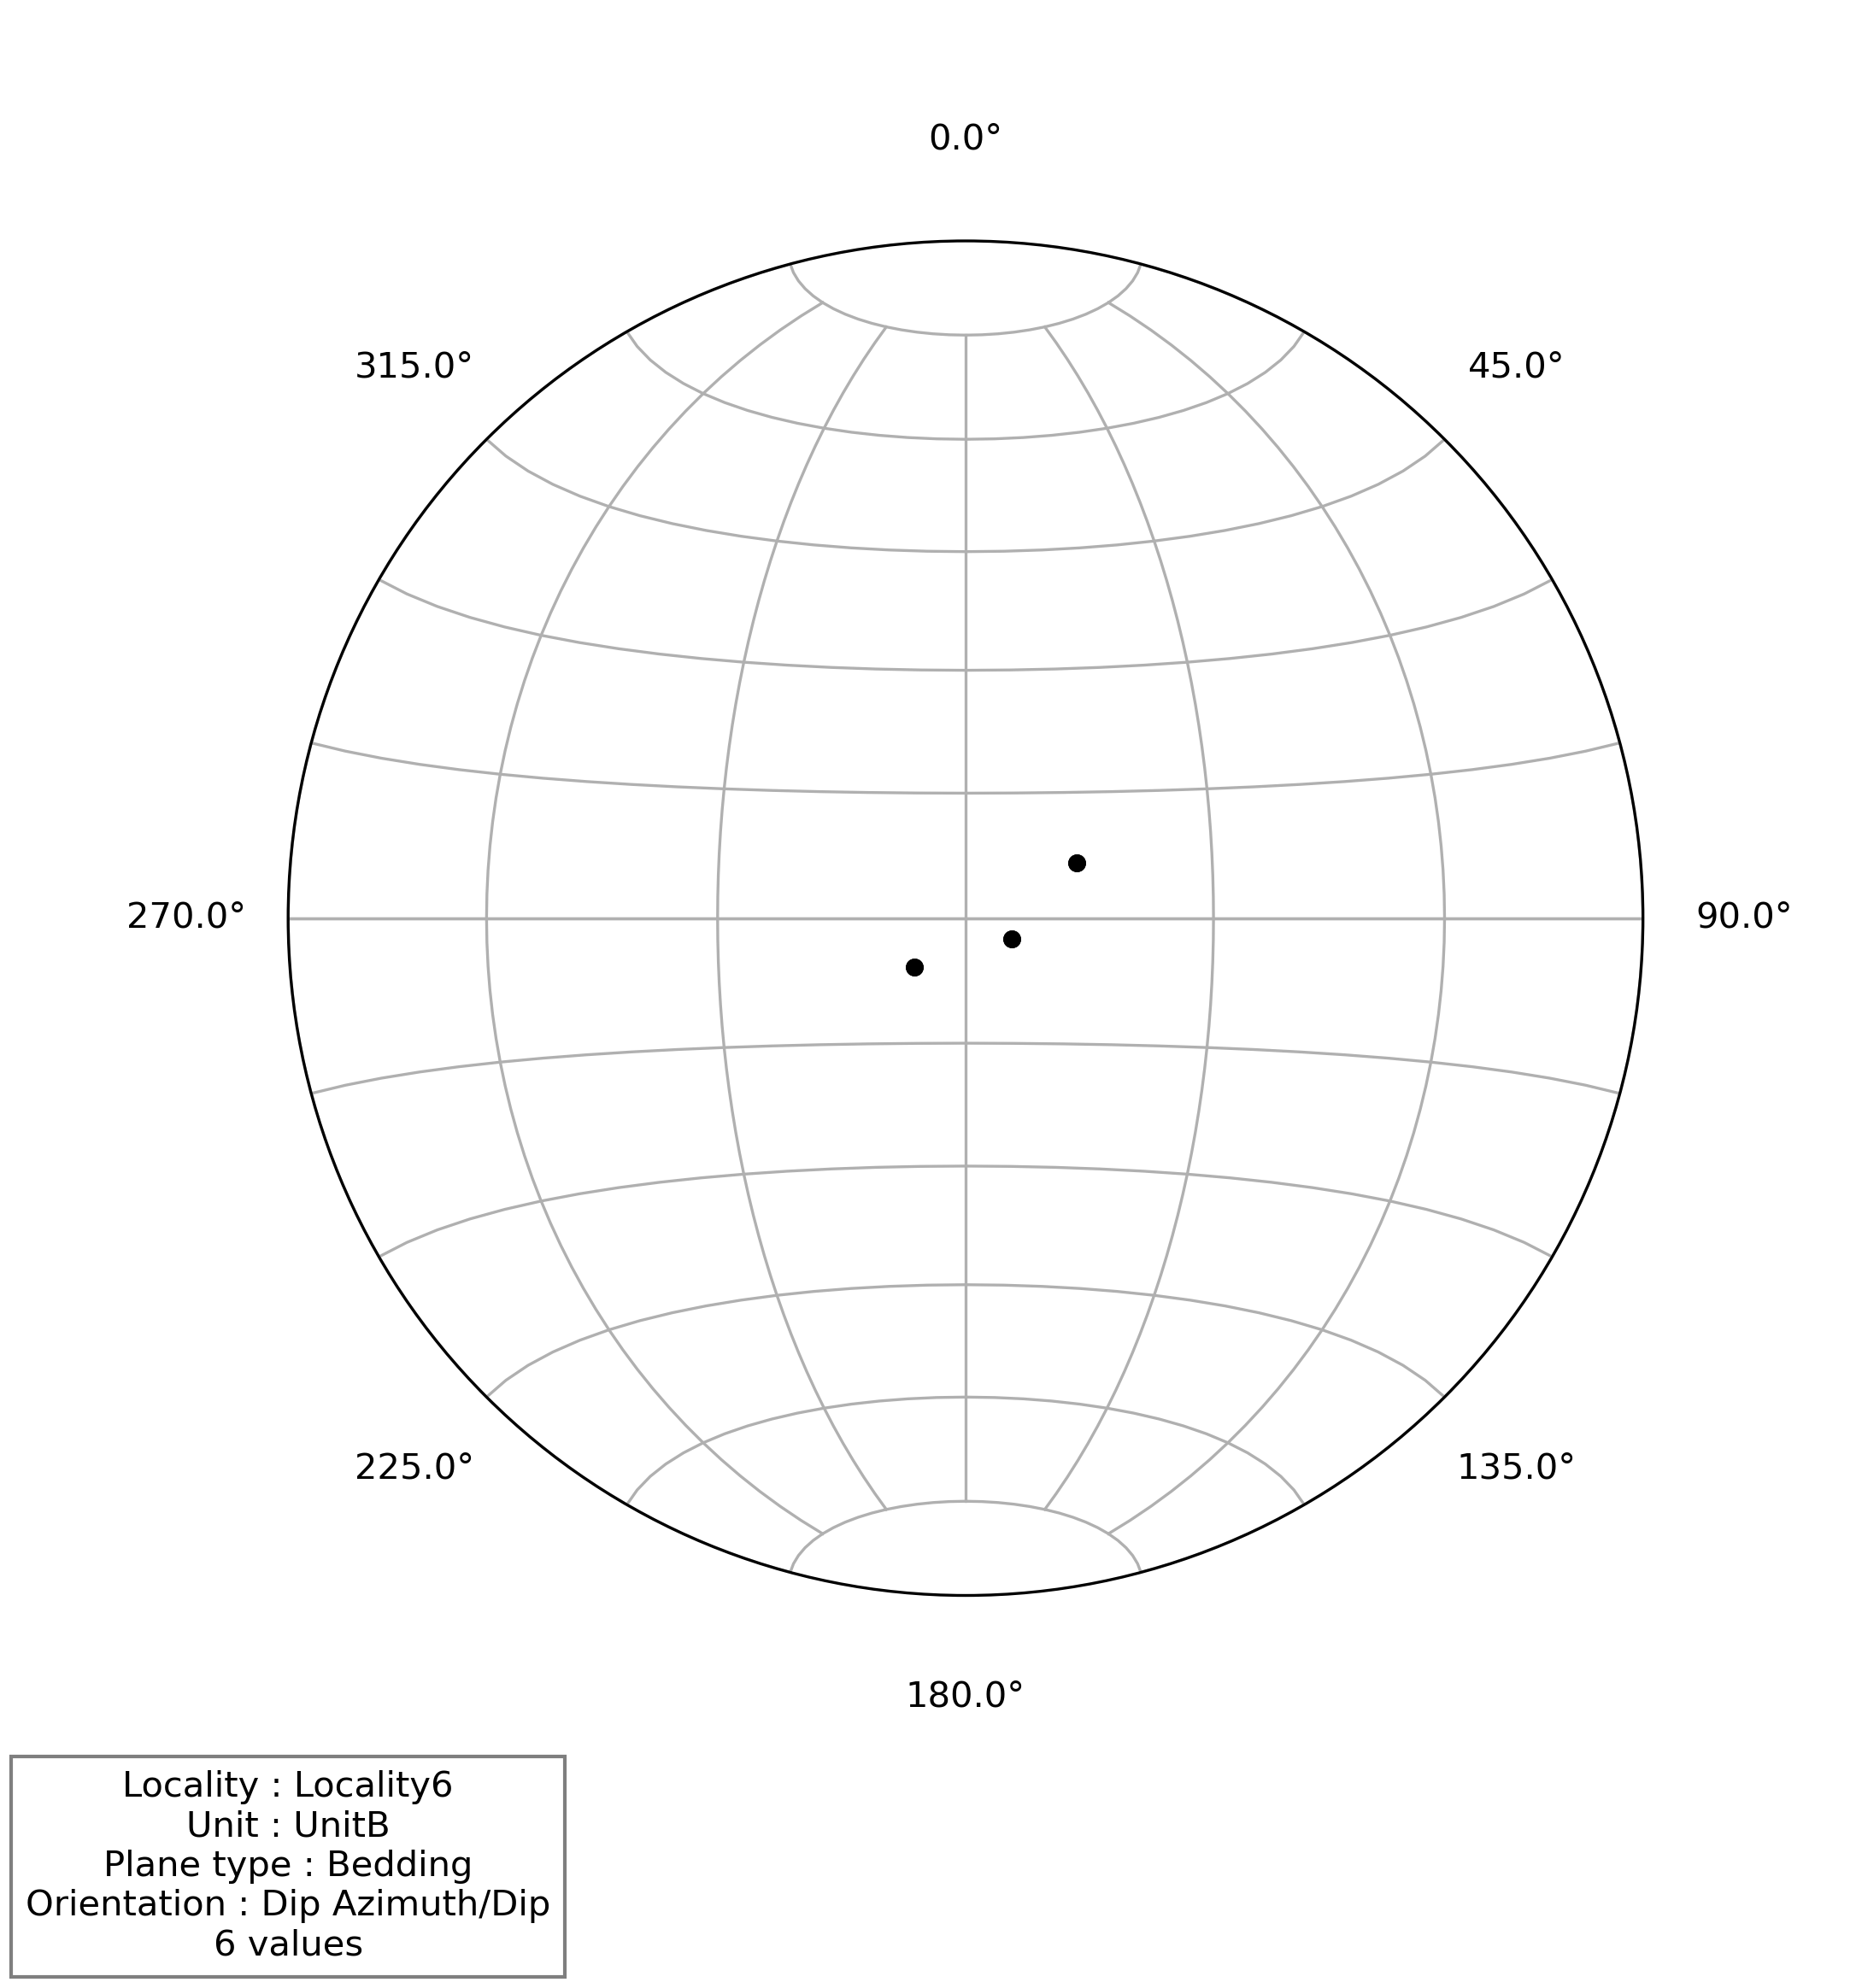 0.0°
315.0°
45.0°
270.0°
90.0°
225.0°
135.0°
180.0°
Locality : Locality6
Unit : UnitB
Plane type : Bedding
Orientation : Dip Azimuth/Dip
6 values